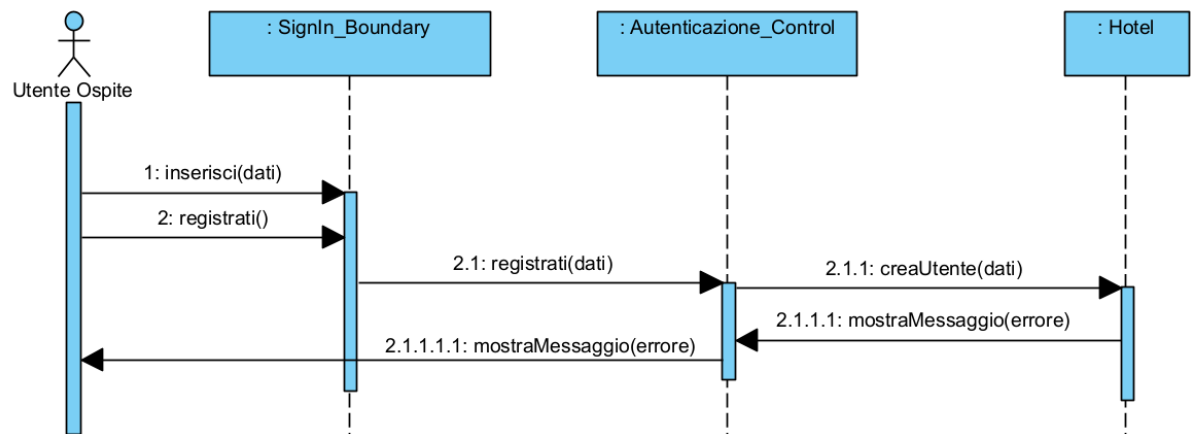 : SignIn_Boundary
: Autenticazione_Control
: Hotel
Utente Ospite
1: inserisci(dati)
2: registrati()
2.1: registrati(dati)
2.1.1: creaUtente(dati)
2.1.1.1: mostraMessaggio(errore)
2.1.1.1.1: mostraMessaggio(errore)